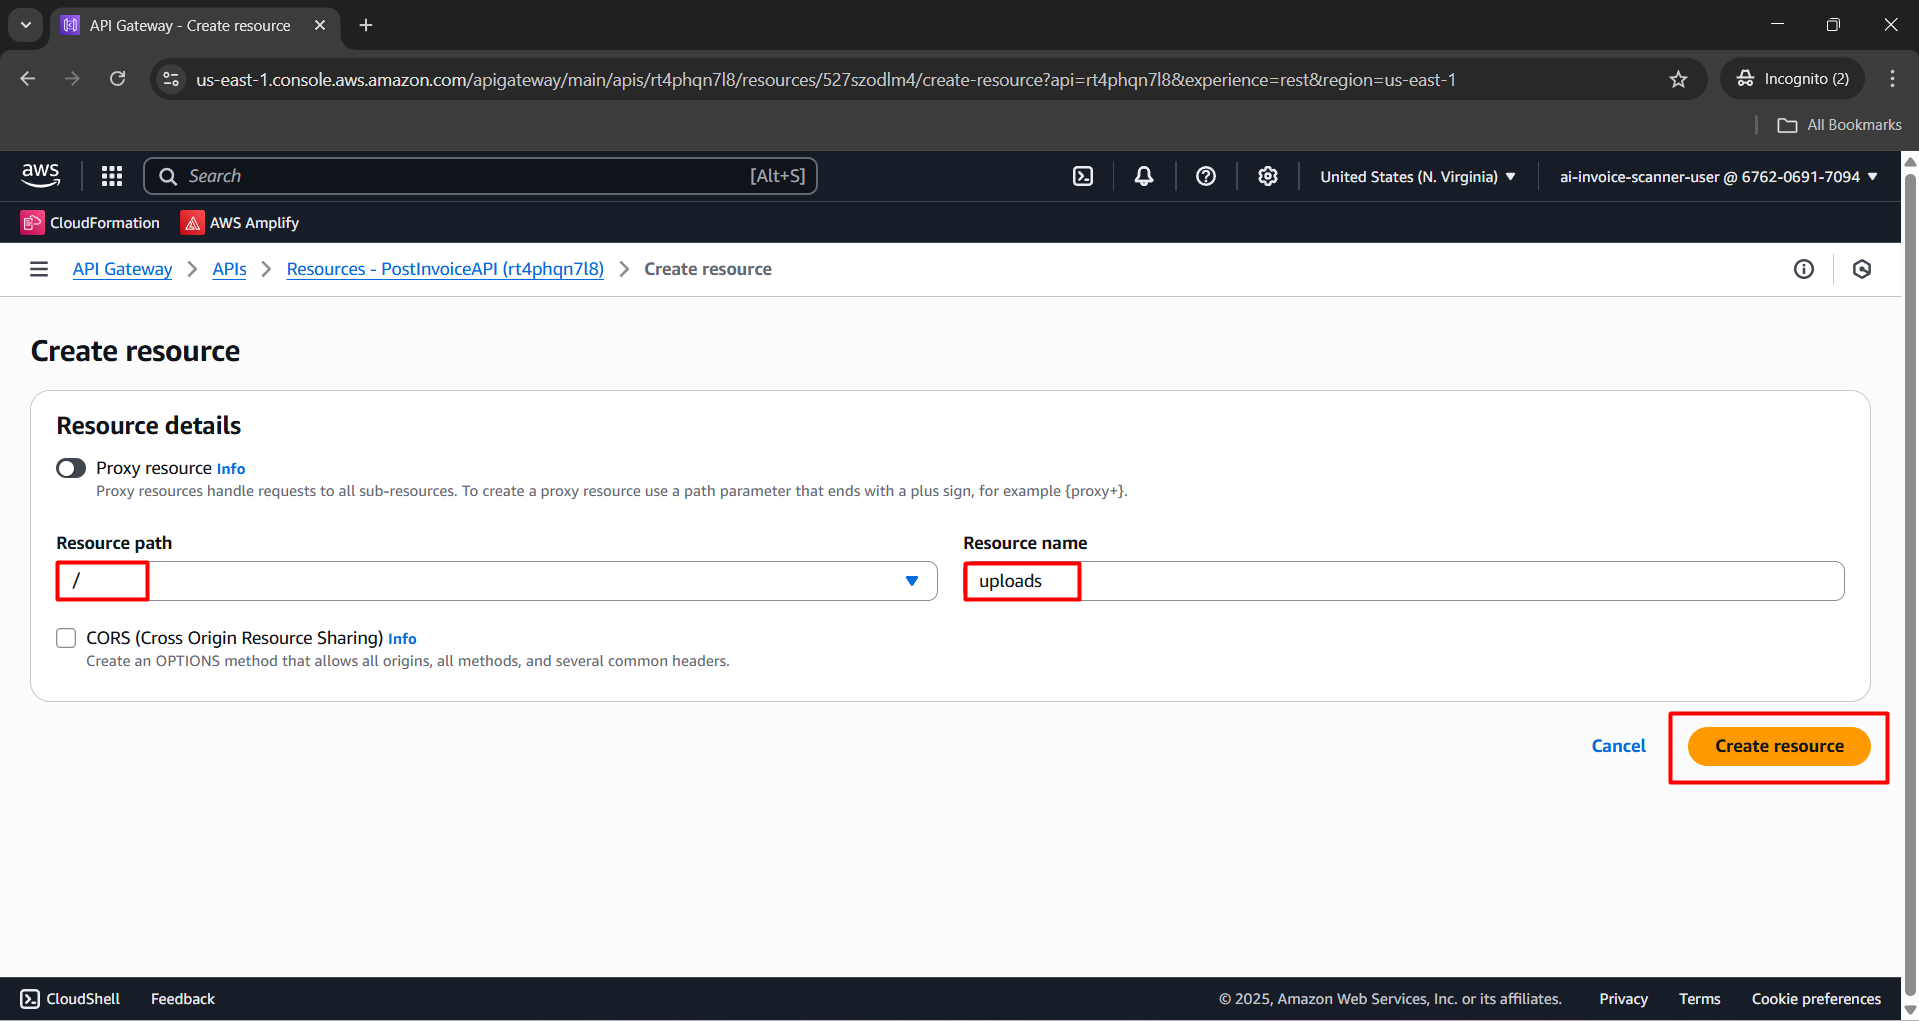 API Gateway - Create resource
us-east-1.console.aws.amazon.com/apigateway/main/apis/rt4phqn7l8/resources/527szodlm4/create-resource?api=rt4phqn7l8&experience=rest&region=us-east-1
Incognito (2)
All Bookmarks
aws
Search [Alt+S]
United States (N. Virginia)
ai-invoice-scanner-user @ 6762-0691-7094
CloudFormation
AWS Amplify
API Gateway > APIs > Resources - PostInvoiceAPI (rt4phqn7l8) > Create resource
Create resource
Resource details
Proxy resource Info
Proxy resources handle requests to all sub-resources. To create a proxy resource use a path parameter that ends with a plus sign, for example {proxy+}.
Resource path
/
Resource name
uploads
CORS (Cross Origin Resource Sharing) Info
Create an OPTIONS method that allows all origins, all methods, and several common headers.
Cancel
Create resource
CloudShell
Feedback
© 2025, Amazon Web Services, Inc. or its affiliates.
Privacy
Terms
Cookie preferences